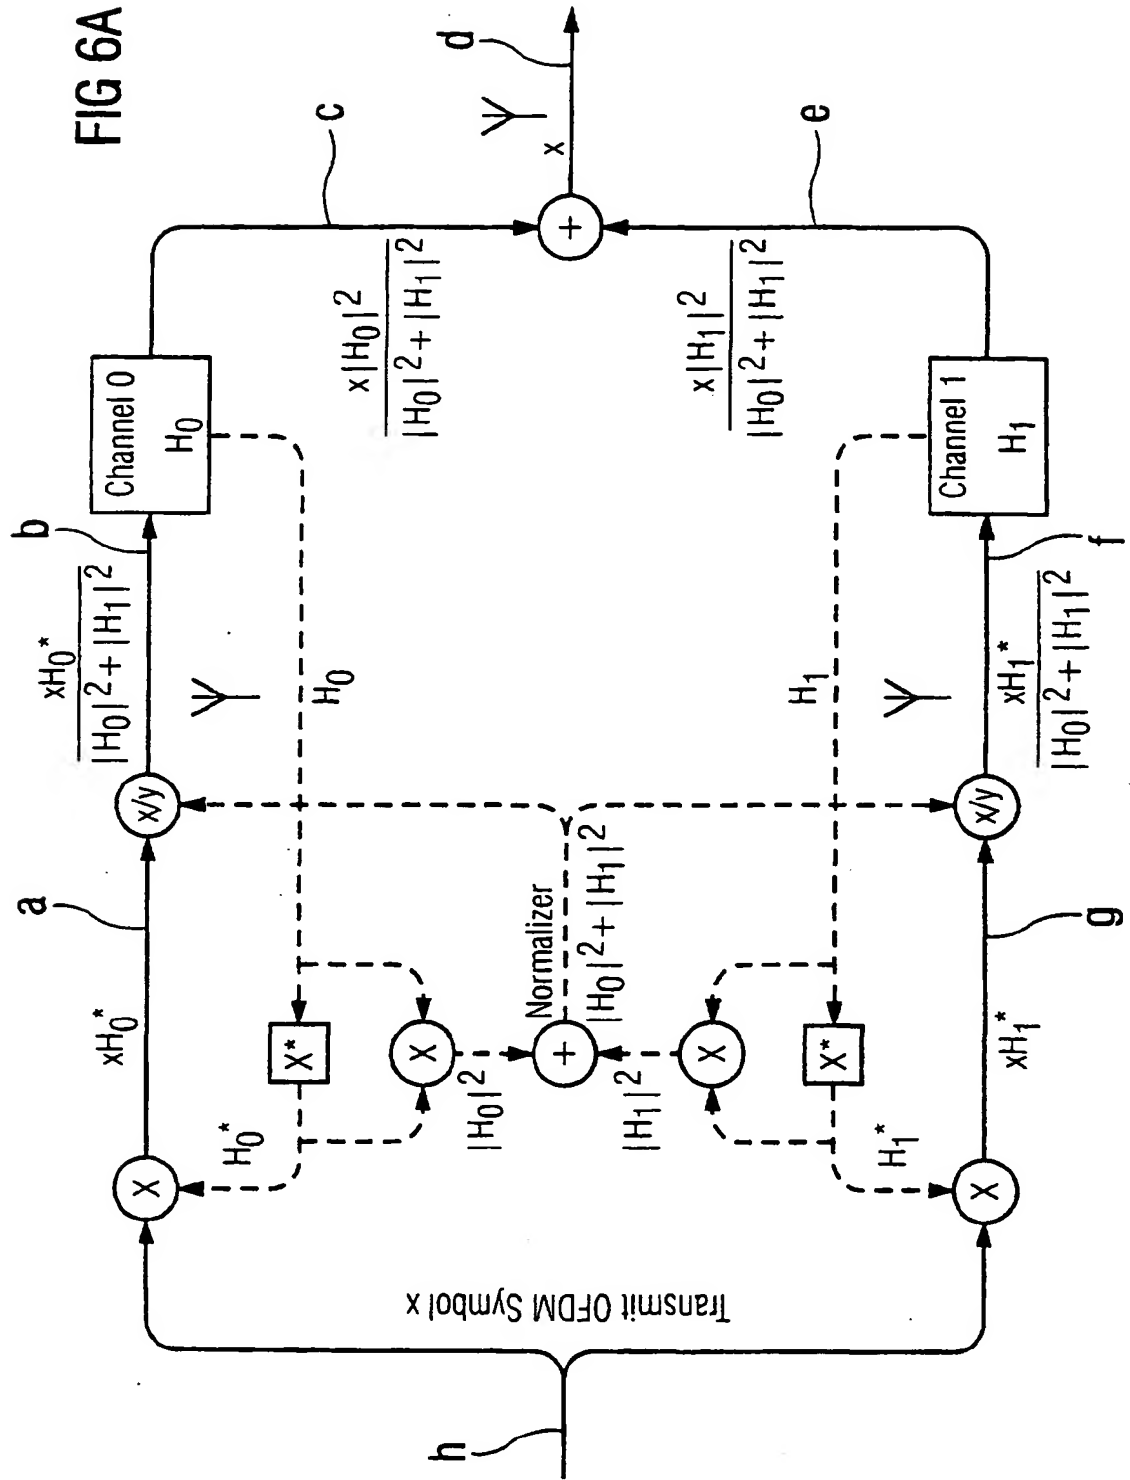 FIG 6A
a
b
c
d
e
f
g
h
Transmit OFDM Symbol x
X
xH₀*
x/y
xH₀*
|H₀|²+|H₁|²
Channel 0
H₀
x|H₀|²
|H₀|²+|H₁|²
H₀*
X*
H₀
X
|H₀|²
+
Normalizer
|H₀|²+|H₁|²
+
x
|H₁|²
X
H₁*
X*
H₁
x|H₁|²
|H₀|²+|H₁|²
X
xH₁*
x/y
xH₁*
|H₀|²+|H₁|²
Channel 1
H₁